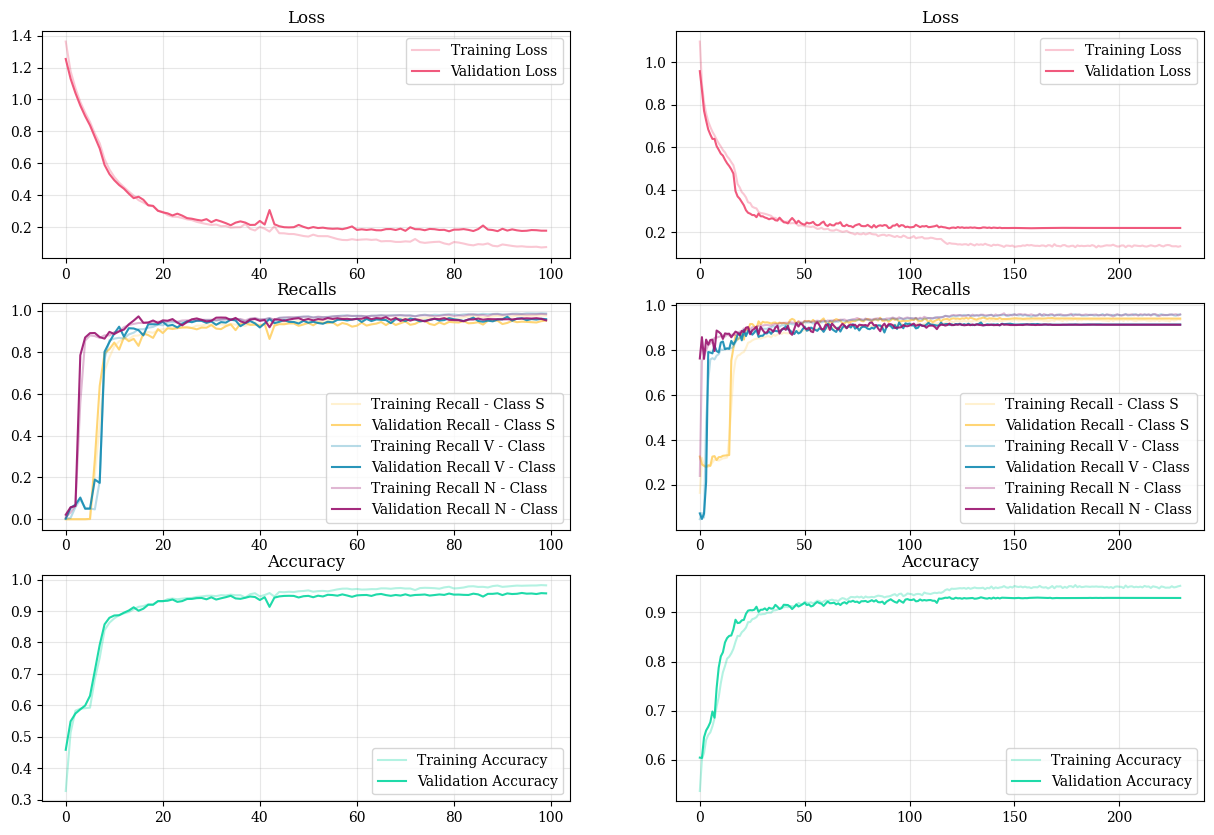 Loss
1.4
1.2
1.0
0.8
0.6
0.4
0.2
Training Loss
Validation Loss
0 20 40 60 80 100
Loss
1.0
0.8
0.6
0.4
0.2
Training Loss
Validation Loss
0 50 100 150 200
Recalls
1.0
0.8
0.6
0.4
0.2
0.0
Training Recall - Class S
Validation Recall - Class S
Training Recall V - Class
Validation Recall V - Class
Training Recall N - Class
Validation Recall N - Class
0 20 40 60 80 100
Recalls
1.0
0.8
0.6
0.4
0.2
Training Recall - Class S
Validation Recall - Class S
Training Recall V - Class
Validation Recall V - Class
Training Recall N - Class
Validation Recall N - Class
0 50 100 150 200
Accuracy
1.0
0.9
0.8
0.7
0.6
0.5
0.4
0.3
Training Accuracy
Validation Accuracy
0 20 40 60 80 100
Accuracy
0.9
0.8
0.7
0.6
Training Accuracy
Validation Accuracy
0 50 100 150 200